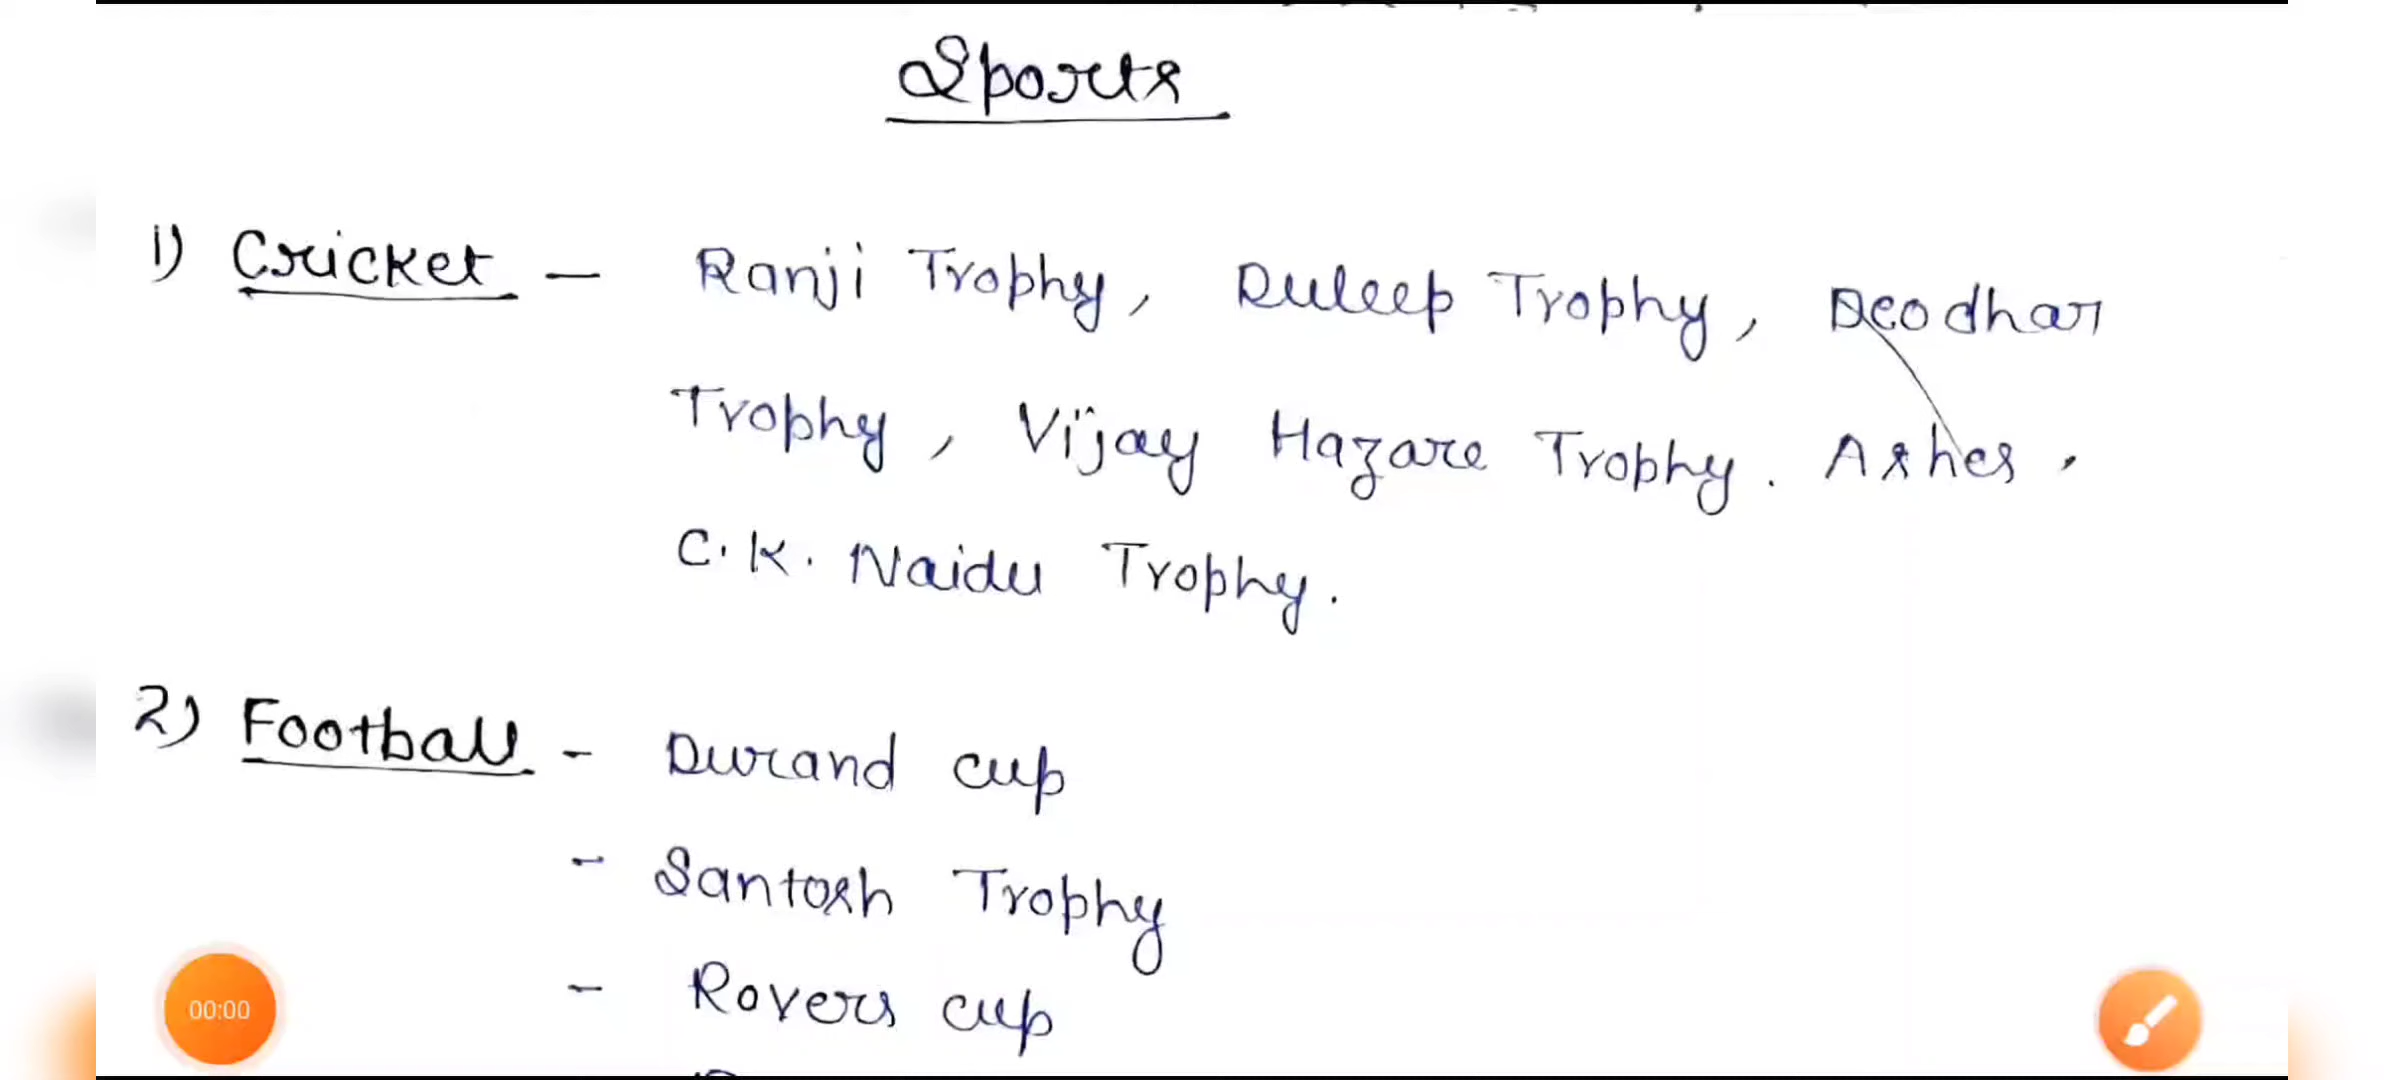 Sports
1) Cricket — Ranji Trophy, Duleep Trophy, Deodhar
Trophy, Vijay Hazare Trophy. Ashes,
C.K. Naidu Trophy.
2) Football - Durand cup
- Santosh Trophy
- Rovers cup
00:00